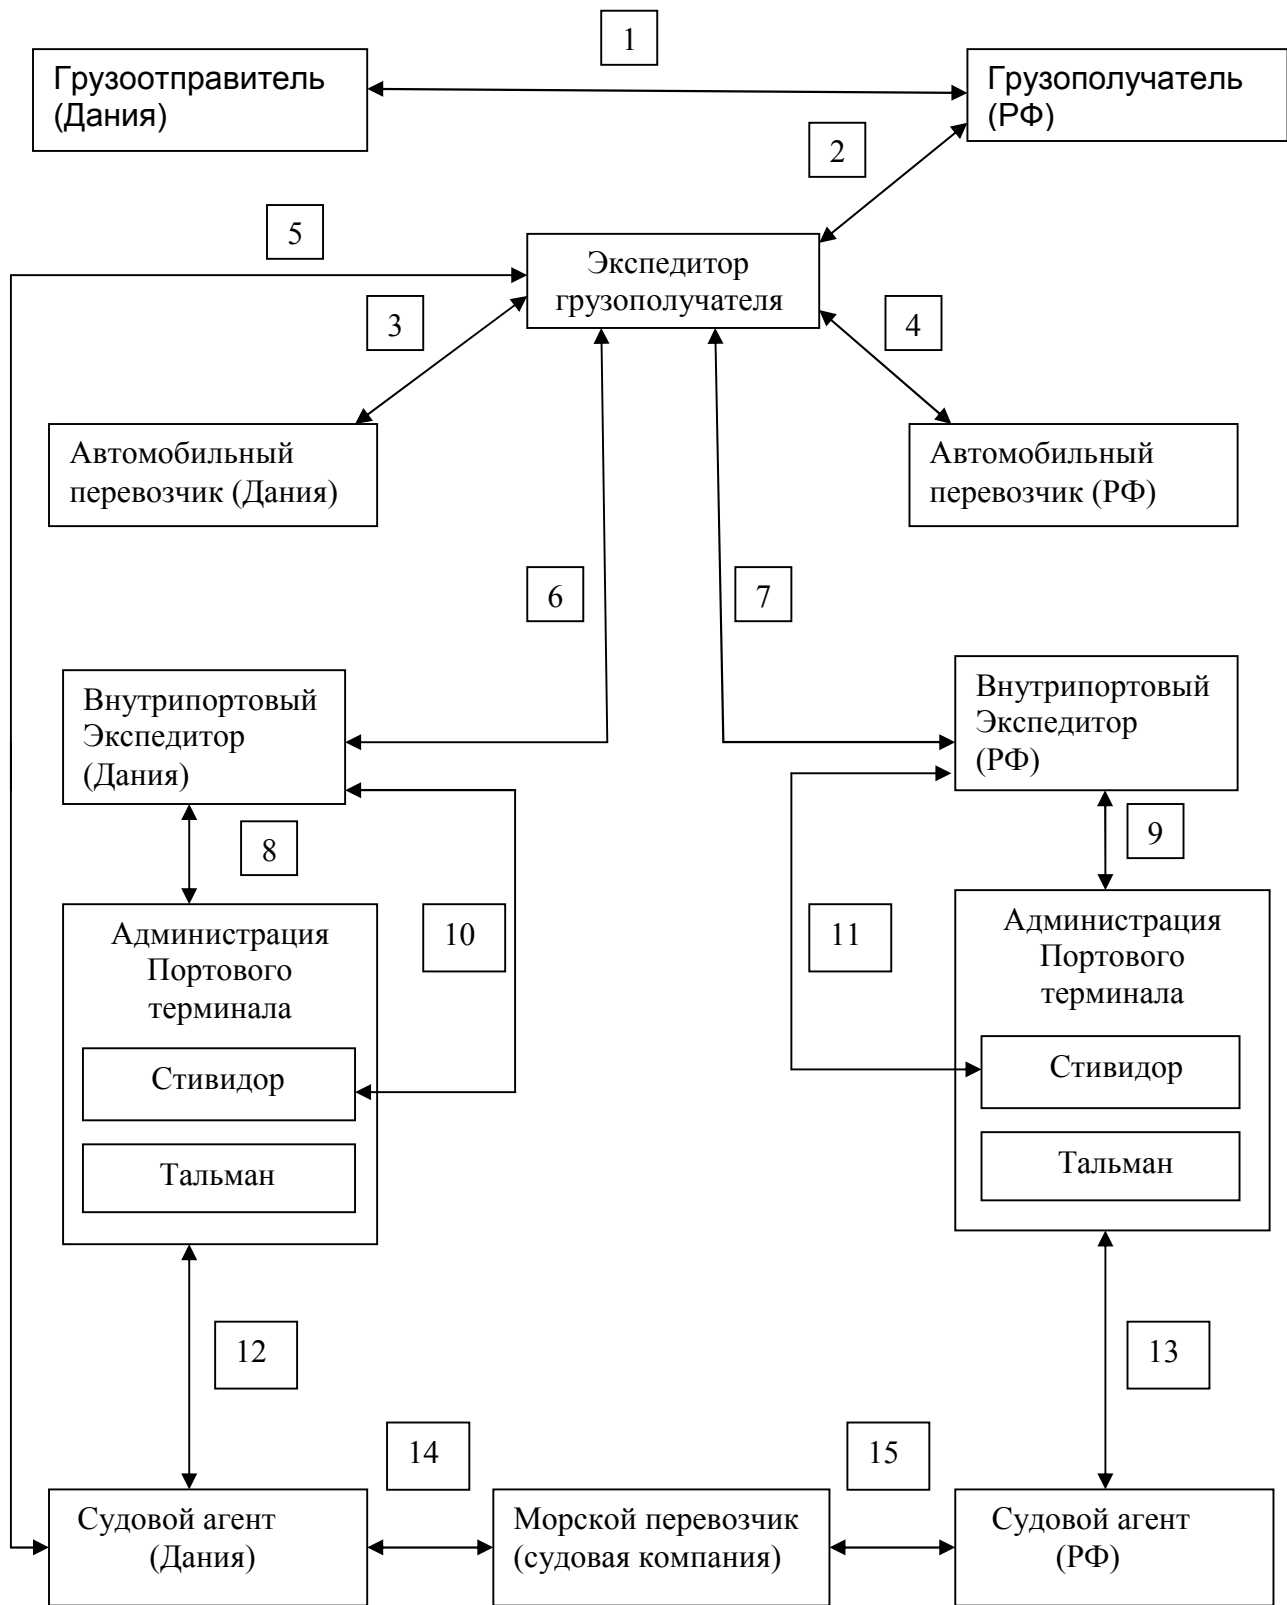 1
Грузоотправитель
(Дания)
Грузополучатель
(РФ)
2
5
Экспедитор
грузополучателя
3
4
Автомобильный
перевозчик (Дания)
Автомобильный
перевозчик (РФ)
6
7
Внутрипортовый
Экспедитор
(Дания)
Внутрипортовый
Экспедитор
(РФ)
8
9
Администрация
Портового
терминала
10
11
Администрация
Портового
терминала
Стивидор
Стивидор
Тальман
Тальман
12
13
14
15
Судовой агент
(Дания)
Морской перевозчик
(судовая компания)
Судовой агент
(РФ)